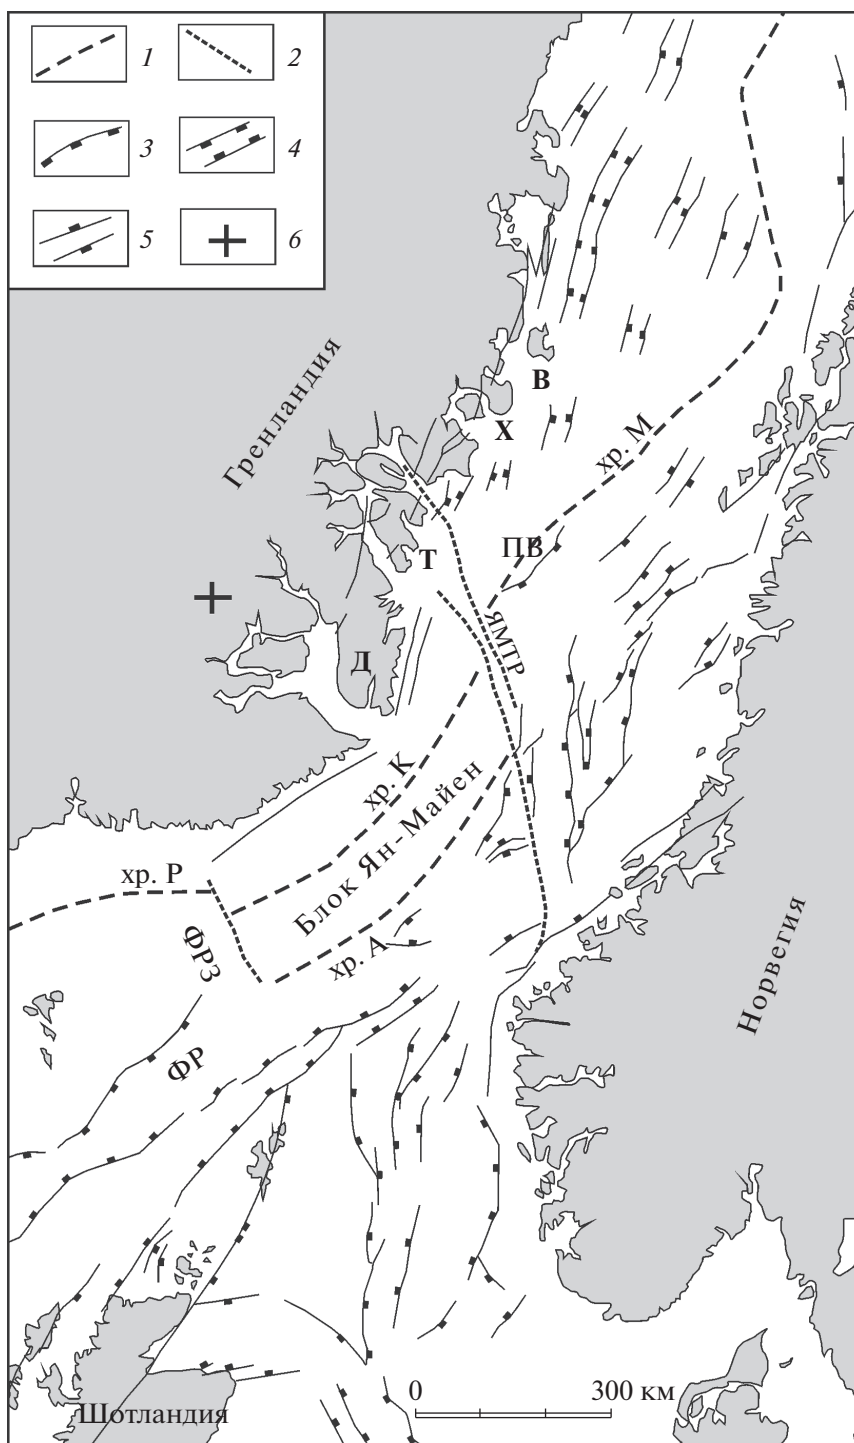 1
2
3
4
5
6
Гренландия
В
Х
хр. М
ПВ
Т
ЯМТР
Д
хр. К
Блок Ян-Майен
хр. Р
хр. А
ФРЗ
ФР
Норвегия
0 300 км
Шотландия